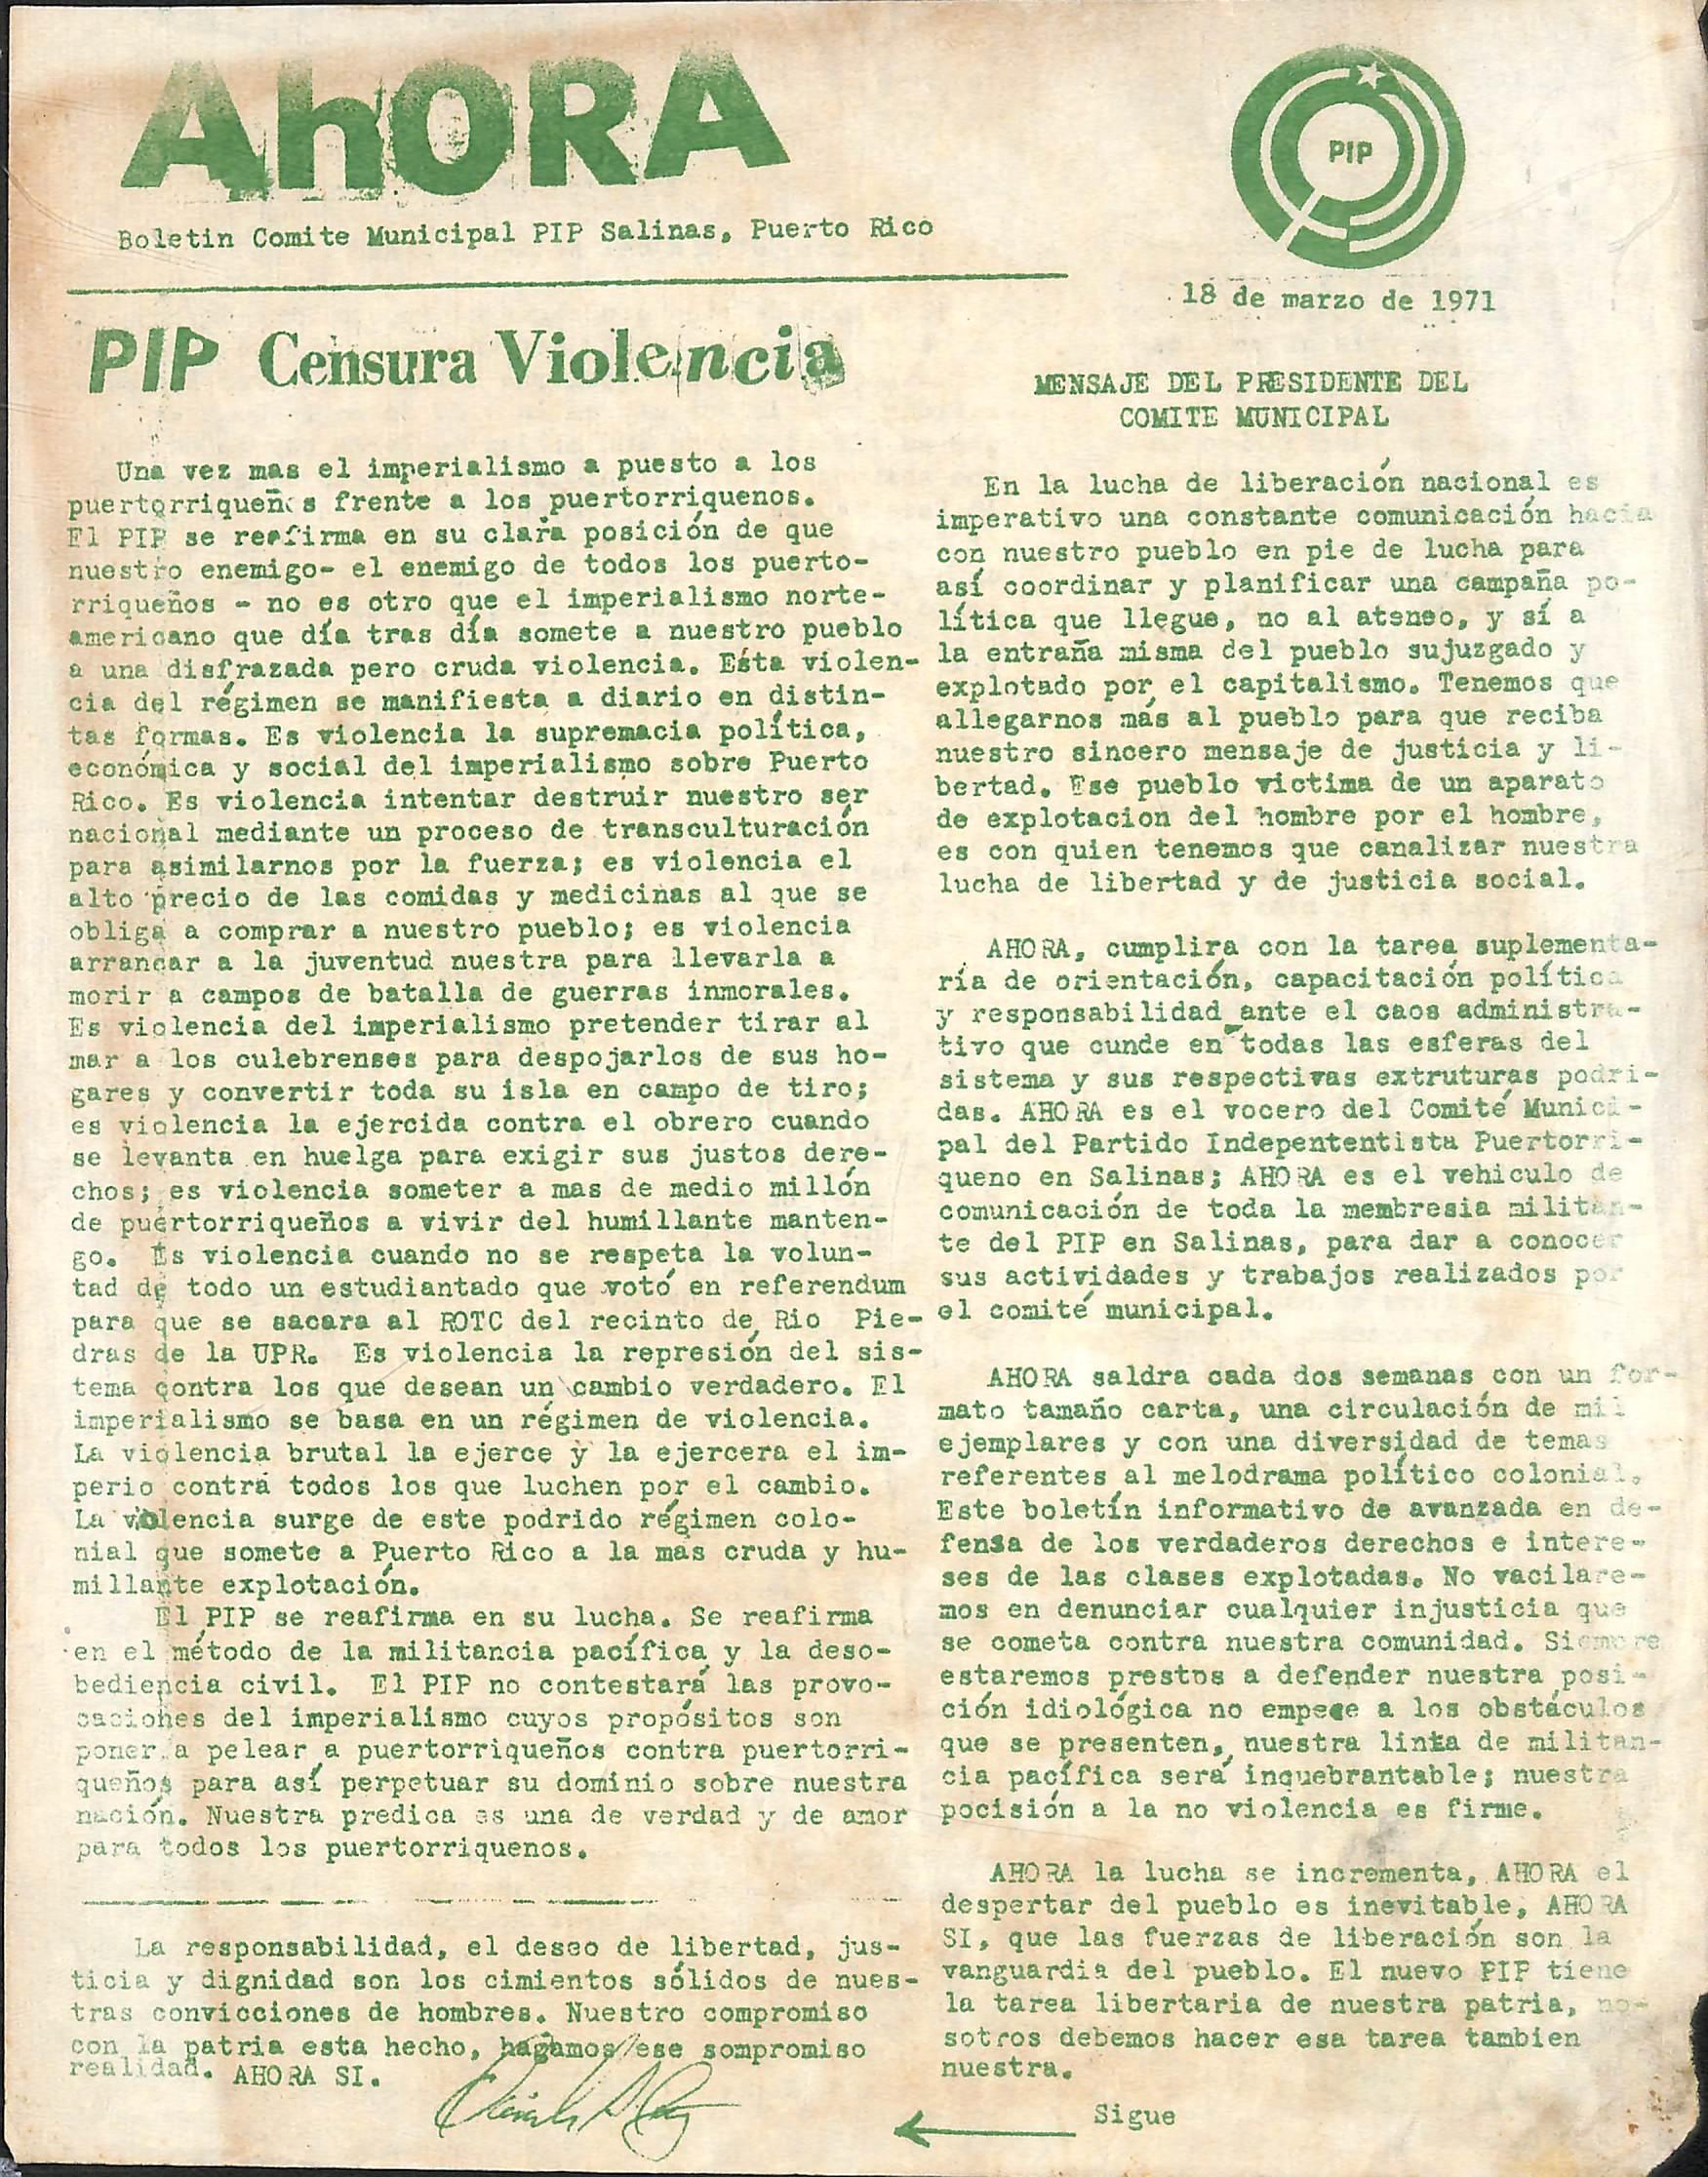 AhORA
Boletin Comite Municipal PIP Salinas, Puerto Rico
PIP
18 de marzo de 1971
PIP Censura Violencia
Una vez mas el imperialismo a puesto a los
puertorriqueños frente a los puertorriquenos.
El PIP se reafirma en su clara posición de que
nuestro enemigo- el enemigo de todos los puerto-
rriqueños - no es otro que el imperialismo norte-
americano que día tras día somete a nuestro pueblo
a una disfrazada pero cruda violencia. Esta violen-
cia del régimen se manifiesta a diario en distin-
tas formas. Es violencia la supremacia política,
económica y social del imperialismo sobre Puerto
Rico. Es violencia intentar destruir nuestro ser
nacional mediante un proceso de transculturación
para asimilarnos por la fuerza; es violencia el
alto precio de las comidas y medicinas al que se
obliga a comprar a nuestro pueblo; es violencia
arrancar a la juventud nuestra para llevarla a
morir a campos de batalla de guerras inmorales.
Es violencia del imperialismo pretender tirar al
mar a los culebrenses para despojarlos de sus ho-
gares y convertir toda su isla en campo de tiro;
es violencia la ejercida contra el obrero cuando
se levanta en huelga para exigir sus justos dere-
chos; es violencia someter a mas de medio millón
de puertorriqueños a vivir del humillante manten-
go. Es violencia cuando no se respeta la volun-
tad de todo un estudiantado que votó en referendum
para que se sacara al ROTC del recinto de Rio Pie-
dras de la UPR. Es violencia la represión del sis-
tema contra los que desean un cambio verdadero. El
imperialismo se basa en un régimen de violencia.
La violencia brutal la ejerce y la ejercera el im-
perio contra todos los que luchen por el cambio.
La violencia surge de este podrido régimen colo-
nial que somete a Puerto Rico a la mas cruda y hu-
millante explotación.
El PIP se reafirma en su lucha. Se reafirma
en el método de la militancia pacífica y la deso-
bediencia civil. El PIP no contestará las provo-
caciones del imperialismo cuyos propósitos son
poner a pelear a puertorriqueños contra puertorri-
queños para así perpetuar su dominio sobre nuestra
nación. Nuestra predica es una de verdad y de amor
para todos los puertorriquenos.
La responsabilidad, el deseo de libertad, jus-
ticia y dignidad son los cimientos sólidos de nues-
tras convicciones de hombres. Nuestro compromiso
con la patria esta hecho, hagamos ese sompromiso
realidad. AHORA SI.
MENSAJE DEL PRESIDENTE DEL
COMITE MUNICIPAL
En la lucha de liberación nacional es
imperativo una constante comunicación hacia
con nuestro pueblo en pie de lucha para
así coordinar y planificar una campaña po-
lítica que llegue, no al ateneo, y sí a
la entraña misma del pueblo sujuzgado y
explotado por el capitalismo. Tenemos que
allegarnos más al pueblo para que reciba
nuestro sincero mensaje de justicia y li-
bertad. Ese pueblo victima de un aparato
de explotacion del hombre por el hombre,
es con quien tenemos que canalizar nuestra
lucha de libertad y de justicia social.
AHORA, cumplira con la tarea suplementa-
ría de orientación, capacitación política
y responsabilidad ante el caos administra-
tivo que cunde en todas las esferas del
sistema y sus respectivas extruturas podri-
das. AHORA es el vocero del Comité Munici-
pal del Partido Indepententista Puertorri-
queno en Salinas; AHORA es el vehiculo de
comunicación de toda la membresia militan-
te del PIP en Salinas, para dar a conocer
sus actividades y trabajos realizados por
el comité municipal.
AHORA saldra cada dos semanas con un for-
mato tamaño carta, una circulación de mil
ejemplares y con una diversidad de temas
referentes al melodrama político colonial.
Este boletín informativo de avanzada en de-
fensa de los verdaderos derechos e intere-
ses de las clases explotadas. No vacilare-
mos en denunciar cualquier injusticia que
se cometa contra nuestra comunidad. Siempre
estaremos prestos a defender nuestra posi-
ción idiológica no empece a los obstáculos
que se presenten, nuestra linea de militan-
cia pacífica será inquebrantable; nuestra
pocisión a la no violencia es firme.
AHORA la lucha se incrementa, AHORA el
despertar del pueblo es inevitable, AHORA
SI, que las fuerzas de liberación son la
vanguardia del pueblo. El nuevo PIP tiene
la tarea libertaria de nuestra patria, no-
sotros debemos hacer esa tarea tambien
nuestra.
Sigue